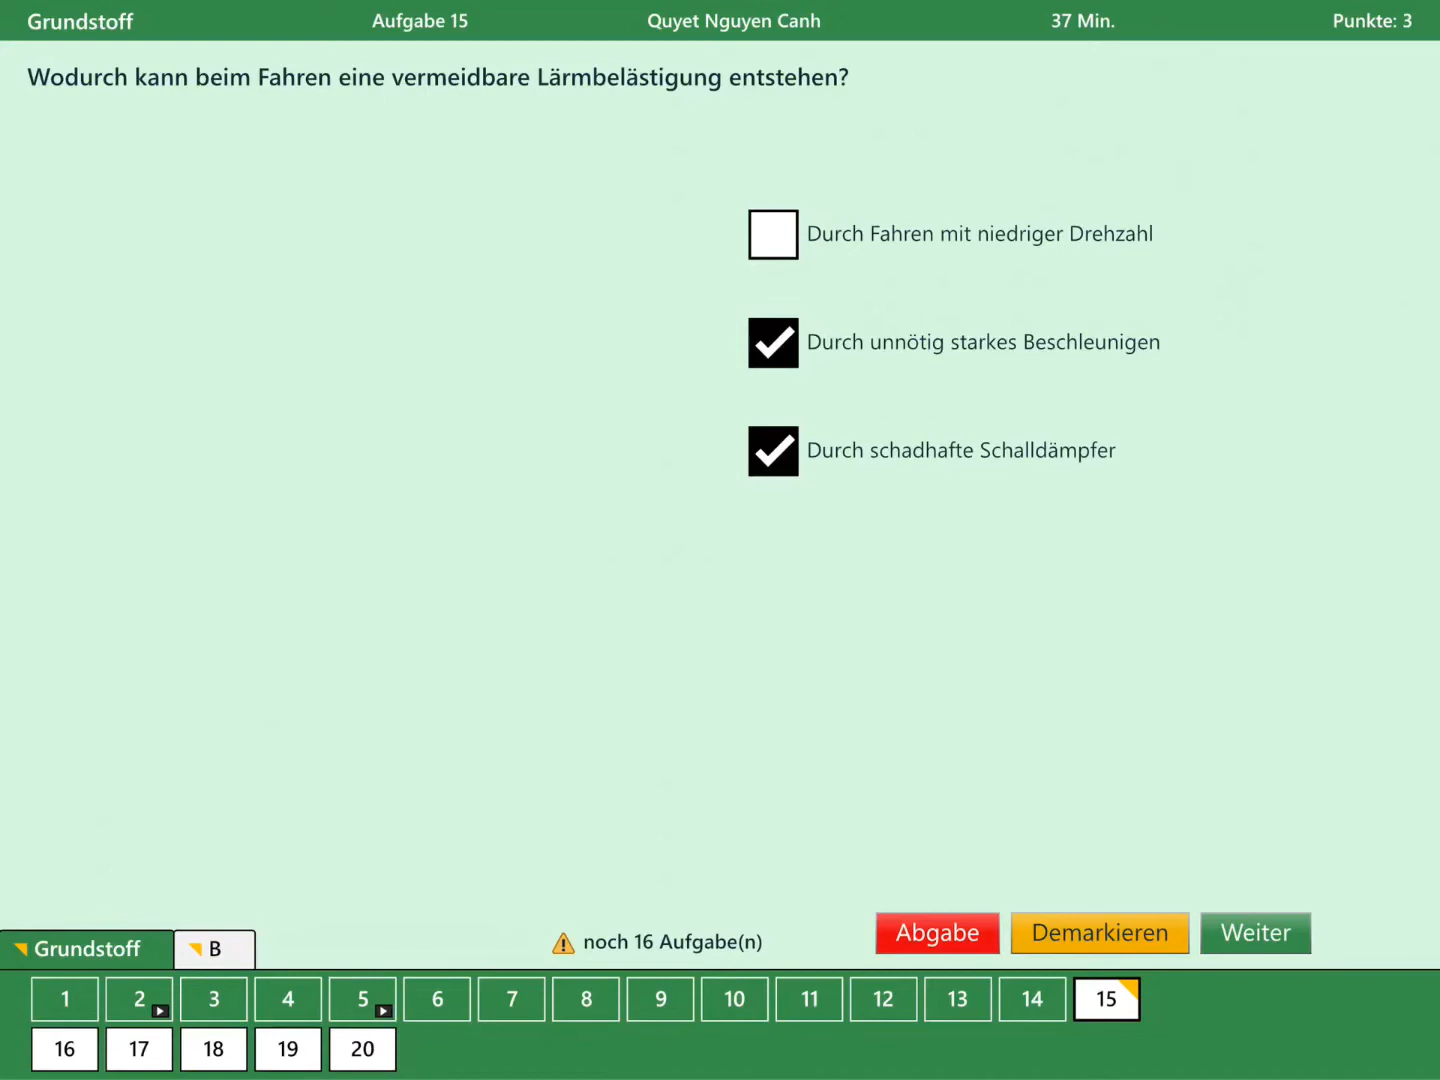 Grundstoff Aufgabe 15 Quyet Nguyen Canh 37 Min. Punkte: 3
Wodurch kann beim Fahren eine vermeidbare Lärmbelästigung entstehen?
Durch Fahren mit niedriger Drehzahl
Durch unnötig starkes Beschleunigen
Durch schadhafte Schalldämpfer
Grundstoff B noch 16 Aufgabe(n) Abgabe Demarkieren Weiter
1 2 3 4 5 6 7 8 9 10 11 12 13 14 15
16 17 18 19 20